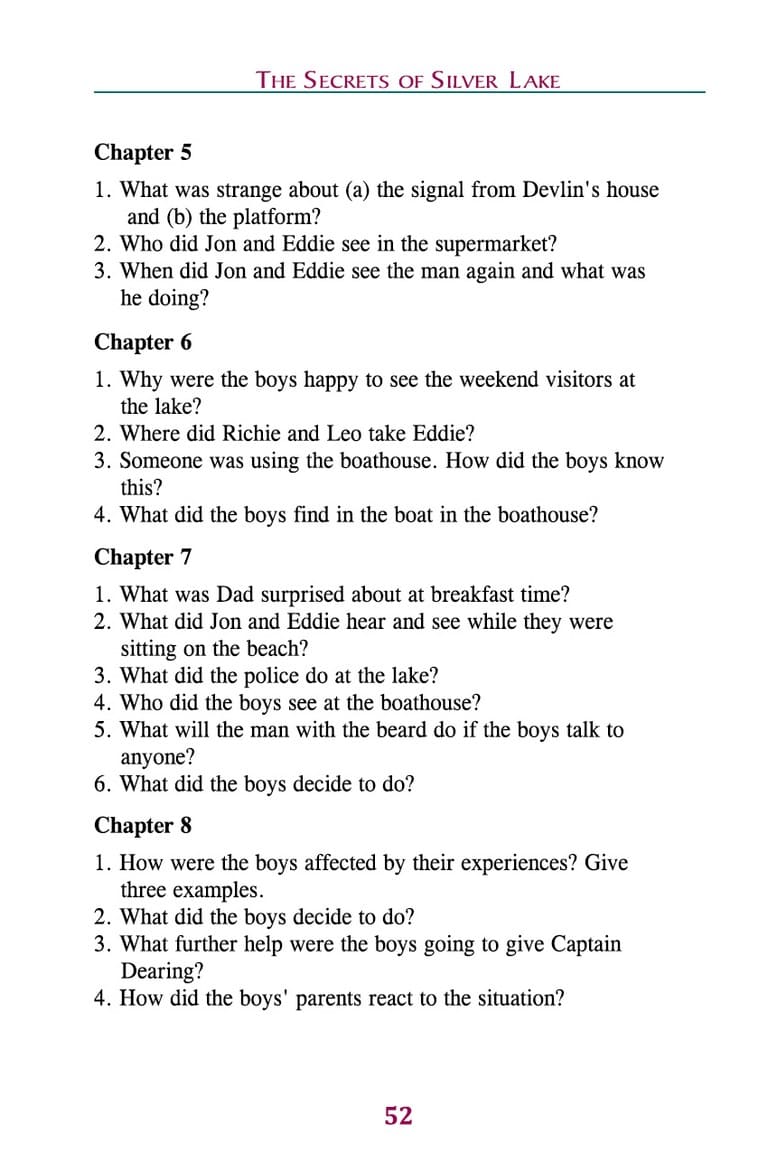 THE SECRETS OF SILVER LAKE
Chapter 5
1. What was strange about (a) the signal from Devlin's house
and (b) the platform?
2. Who did Jon and Eddie see in the supermarket?
3. When did Jon and Eddie see the man again and what was
he doing?
Chapter 6
1. Why were the boys happy to see the weekend visitors at
the lake?
2. Where did Richie and Leo take Eddie?
3. Someone was using the boathouse. How did the boys know
this?
4. What did the boys find in the boat in the boathouse?
Chapter 7
1. What was Dad surprised about at breakfast time?
2. What did Jon and Eddie hear and see while they were
sitting on the beach?
3. What did the police do at the lake?
4. Who did the boys see at the boathouse?
5. What will the man with the beard do if the boys talk to
anyone?
6. What did the boys decide to do?
Chapter 8
1. How were the boys affected by their experiences? Give
three examples.
2. What did the boys decide to do?
3. What further help were the boys going to give Captain
Dearing?
4. How did the boys' parents react to the situation?
52